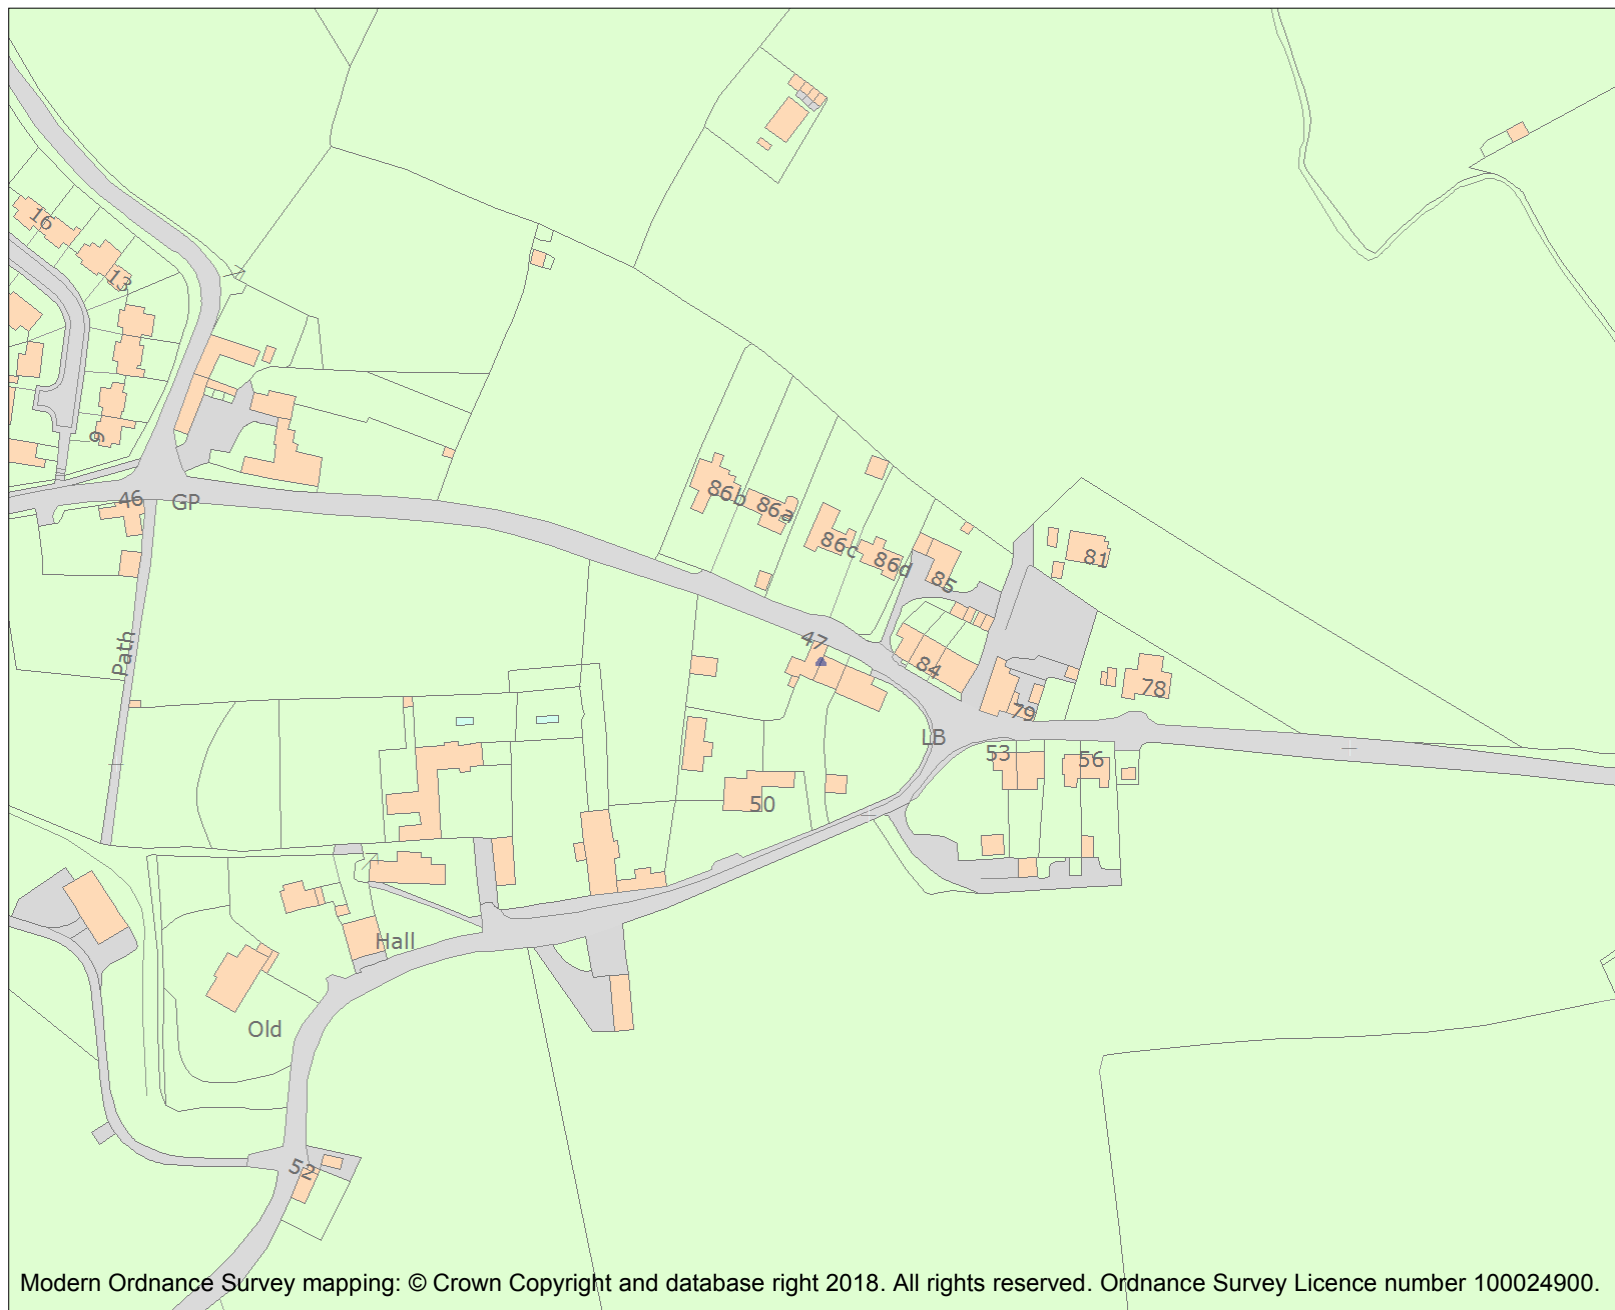 16
13
9
46
GP
86b
86a
86c
86d
85
81
47
84
Path
78
79
LB
53
56
50
Hall
Old
52
Modern Ordnance Survey mapping: © Crown Copyright and database right 2018. All rights reserved. Ordnance Survey Licence number 100024900.